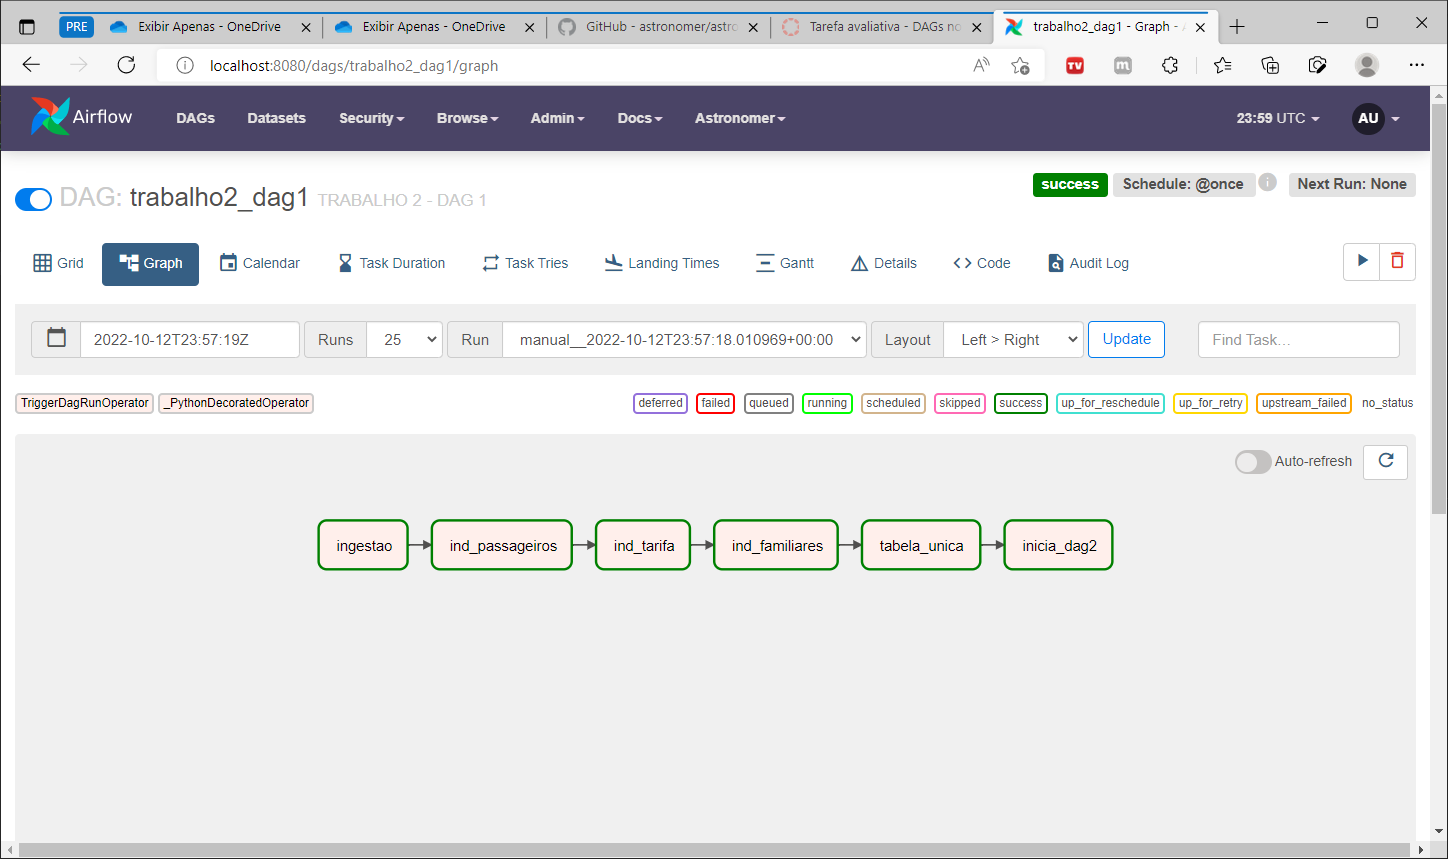 PRE Exibir Apenas - OneDrive Exibir Apenas - OneDrive GitHub - astronomer/astro Tarefa avaliativa - DAGs no trabalho2_dag1 - Graph -
localhost:8080/dags/trabalho2_dag1/graph
Airflow DAGs Datasets Security Browse Admin Docs Astronomer 23:59 UTC AU
DAG: trabalho2_dag1 TRABALHO 2 - DAG 1 success Schedule: @once Next Run: None
Grid Graph Calendar Task Duration Task Tries Landing Times Gantt Details Code Audit Log
2022-10-12T23:57:19Z Runs 25 Run manual__2022-10-12T23:57:18.010969+00:00 Layout Left > Right Update Find Task...
TriggerDagRunOperator _PythonDecoratedOperator deferred failed queued running scheduled skipped success up_for_reschedule up_for_retry upstream_failed no_status
Auto-refresh
ingestao ind_passageiros ind_tarifa ind_familiares tabela_unica inicia_dag2